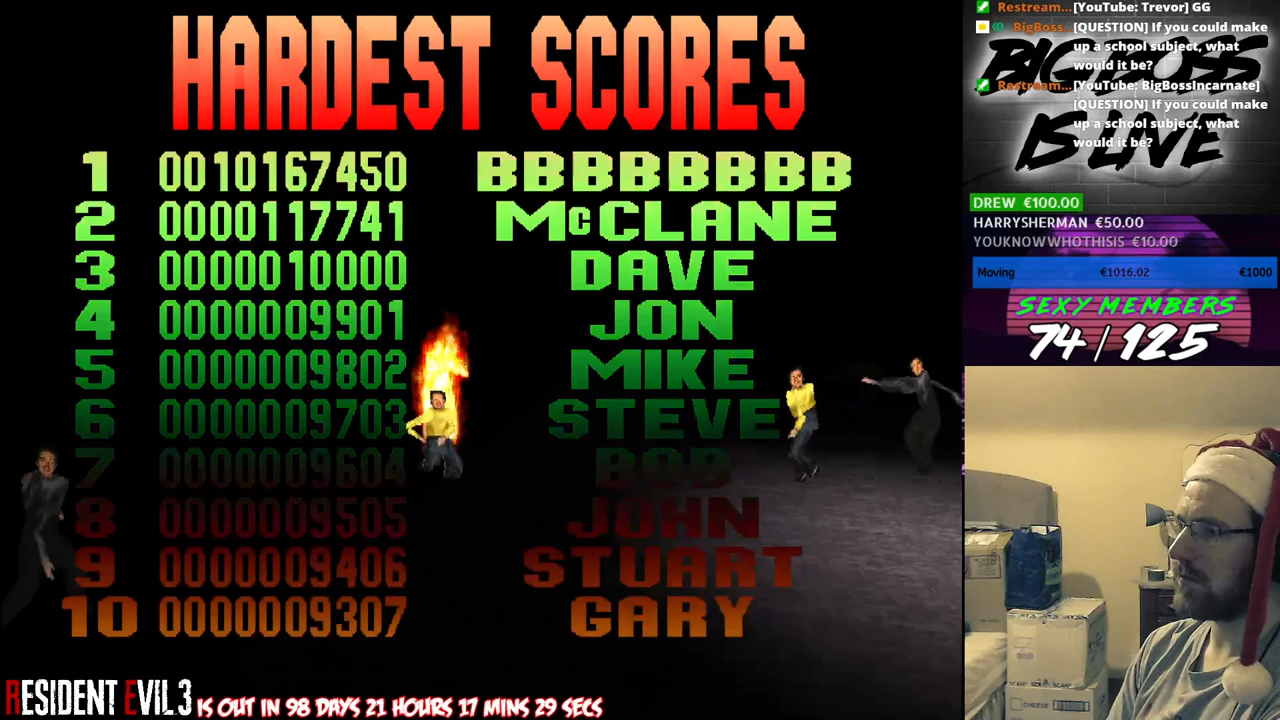 HARDEST SCORES
1 0010167450 BBBBBBBB
2 0000117741 McCLANE
3 0000010000 DAVE
4 0000009901 JON
5 0000009802 MIKE
6 0000009703 STEVE
7 0000009604 BOB
8 0000009505 JOHN
9 0000009406 STUART
10 0000009307 GARY
RESIDENT EVIL 3 IS OUT IN 98 DAYS 21 HOURS 17 MINS 29 SECS
Restream... [YouTube: Trevor] GG
BigBoss... [QUESTION] If you could make
up a school subject, what
would it be?
Restream... [YouTube: BigBossIncarnate]
[QUESTION] If you could make
up a school subject, what
would it be?
BIG BOSS
IS LIVE
DREW €100.00
HARRYSHERMAN €50.00
YOUKNOWWHOTHISIS €10.00
Moving €1016.02 €1000
SEXY MEMBERS
74/125